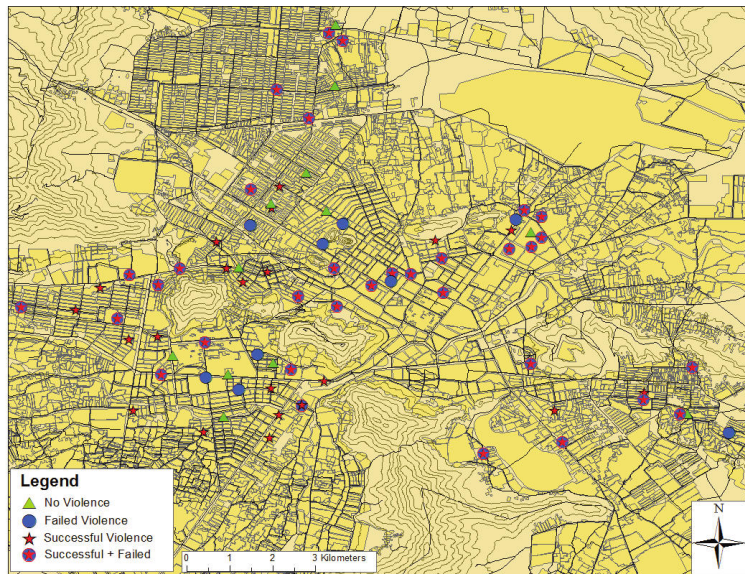 N
Legend
No Violence
Failed Violence
Successful Violence
Successful + Failed
0 1 2 3 Kilometers